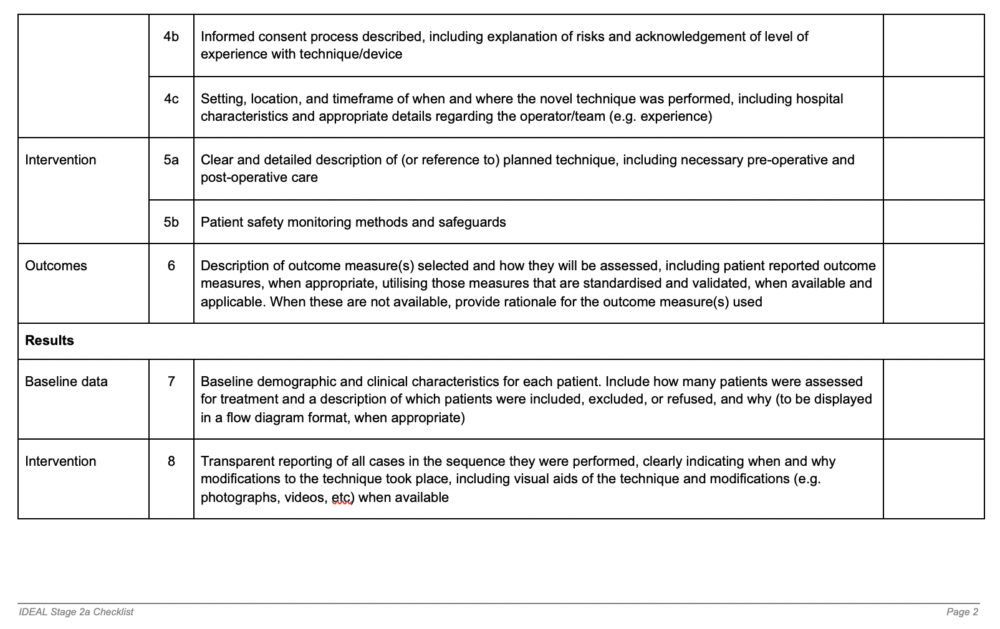 4b Informed consent process described, including explanation of risks and acknowledgement of level of
experience with technique/device
4c Setting, location, and timeframe of when and where the novel technique was performed, including hospital
characteristics and appropriate details regarding the operator/team (e.g. experience)
Intervention 5a Clear and detailed description of (or reference to) planned technique, including necessary pre-operative and
post-operative care
5b Patient safety monitoring methods and safeguards
Outcomes 6 Description of outcome measure(s) selected and how they will be assessed, including patient reported outcome
measures, when appropriate, utilising those measures that are standardised and validated, when available and
applicable. When these are not available, provide rationale for the outcome measure(s) used
Results
Baseline data 7 Baseline demographic and clinical characteristics for each patient. Include how many patients were assessed
for treatment and a description of which patients were included, excluded, or refused, and why (to be displayed
in a flow diagram format, when appropriate)
Intervention 8 Transparent reporting of all cases in the sequence they were performed, clearly indicating when and why
modifications to the technique took place, including visual aids of the technique and modifications (e.g.
photographs, videos, etc) when available
IDEAL Stage 2a Checklist Page 2